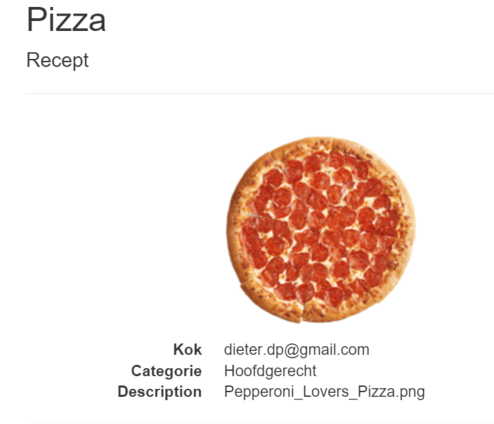 Pizza
Recept
Kok dieter.dp@gmail.com
Categorie Hoofdgerecht
Description Pepperoni_Lovers_Pizza.png